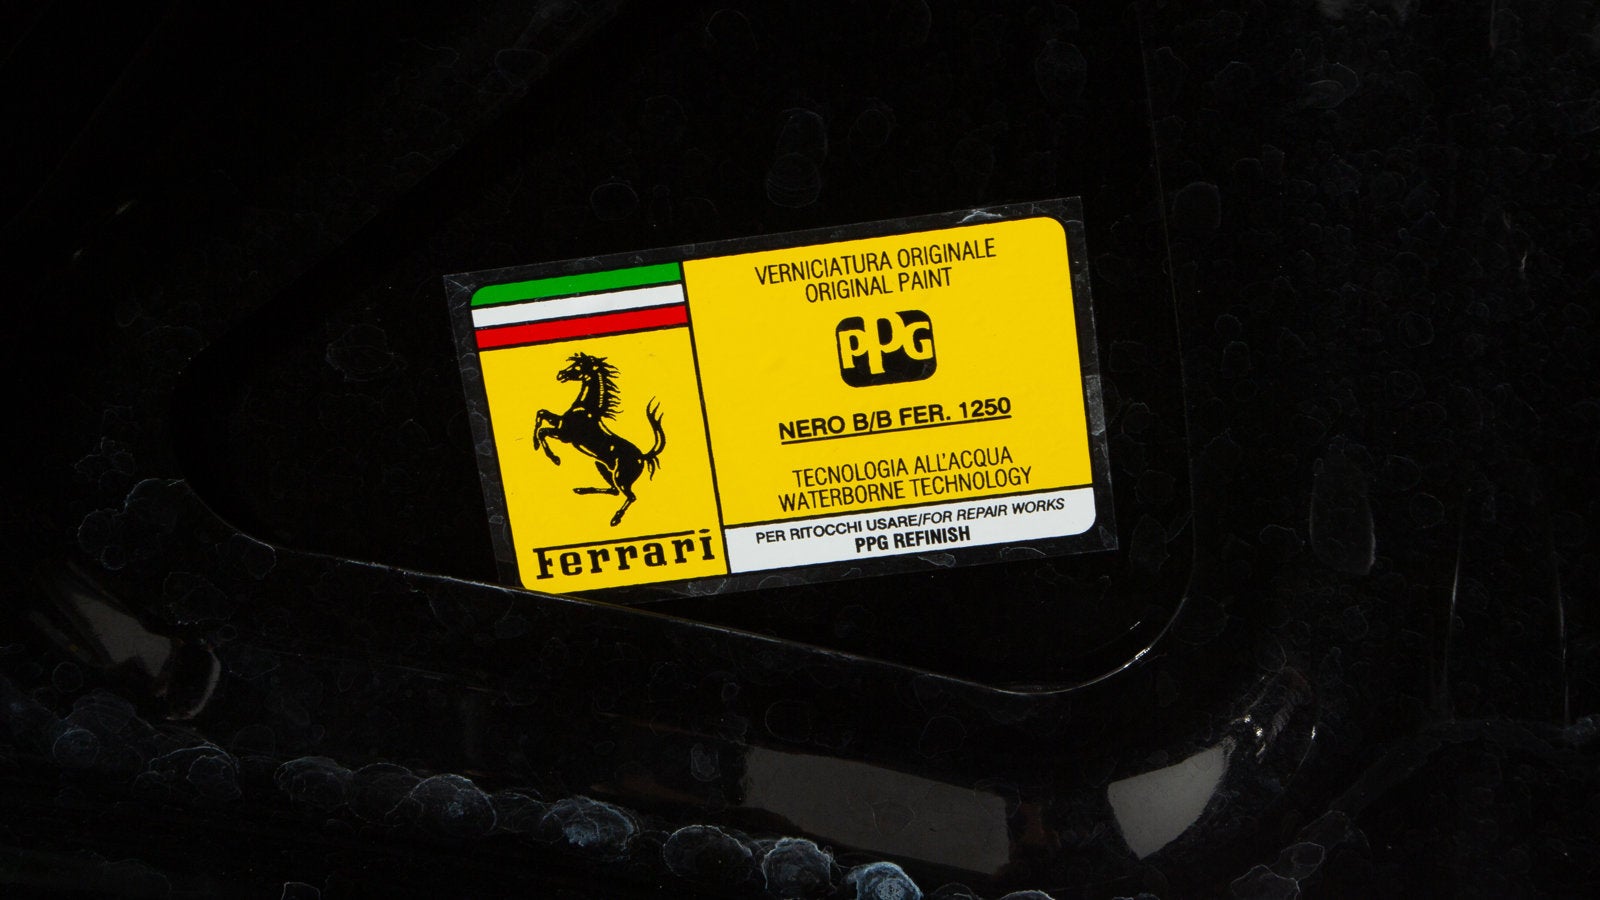 VERNICIATURA ORIGINALE
ORIGINAL PAINT
PPG
NERO B/B FER. 1250
TECNOLOGIA ALL'ACQUA
WATERBORNE TECHNOLOGY
PER RITOCCHI USARE/FOR REPAIR WORKS
PPG REFINISH
Ferrari